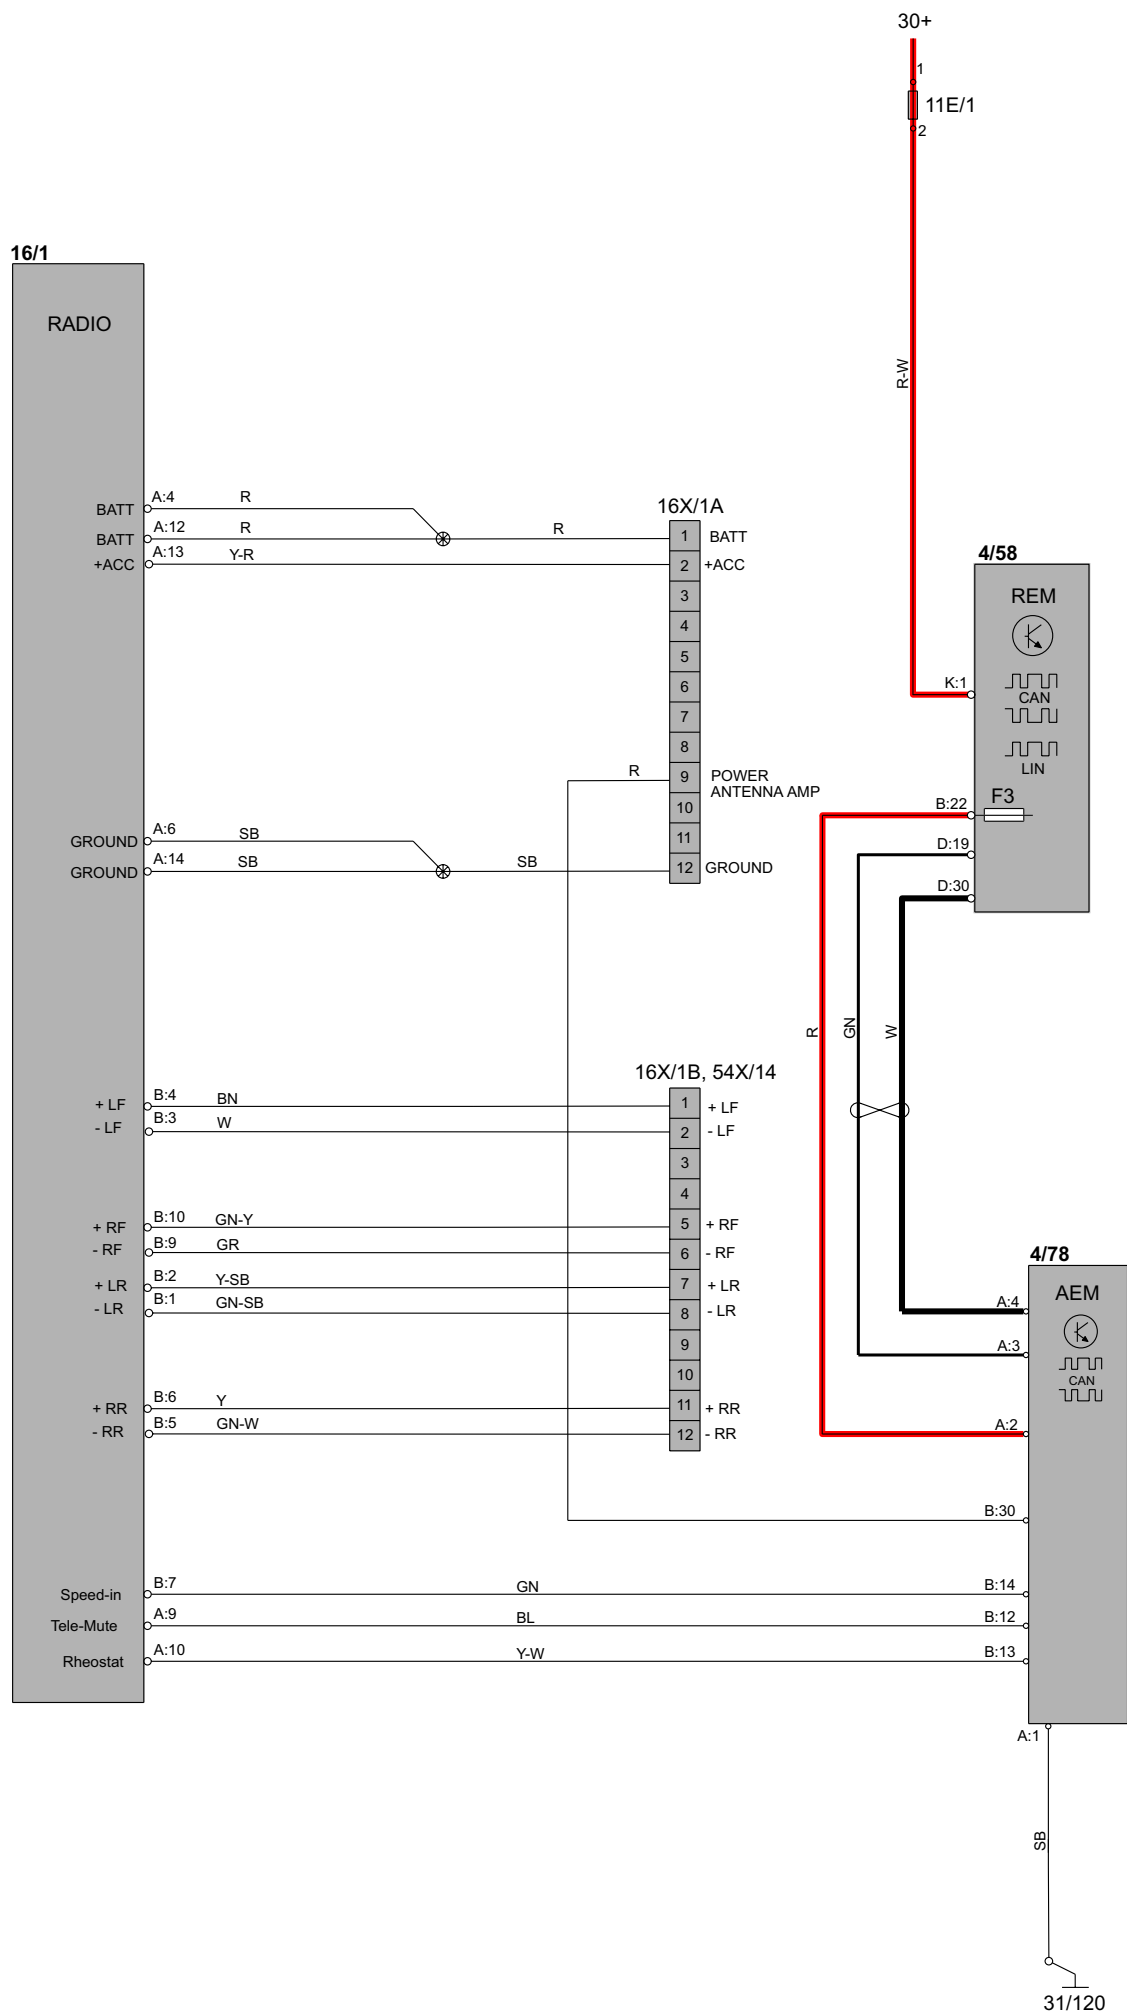 30+
1
11E/1
2
16/1
RADIO
R-W
A:4 R
BATT
16X/1A
A:12 R R
BATT
1 BATT
A:13 Y-R
+ACC
2 +ACC
4/58
3
REM
4
5
6
K:1
CAN
7
8
LIN
R
9 POWER
ANTENNA AMP
F3
B:22
10
A:6 SB
GROUND
11
D:19
A:14 SB SB
GROUND
12 GROUND
D:30
R
GN
W
16X/1B, 54X/14
B:4 BN
+ LF
1 + LF
B:3 W
- LF
2 - LF
3
4
B:10 GN-Y
+ RF
5 + RF
B:9 GR
- RF
6 - RF
4/78
B:2 Y-SB
+ LR
7 + LR
AEM
B:1 GN-SB
- LR
8 - LR
A:4
9
A:3
10
CAN
B:6 Y
+ RR
11 + RR
B:5 GN-W
- RR
12 - RR
A:2
B:30
B:7 GN B:14
Speed-in
A:9 BL B:12
Tele-Mute
A:10 Y-W B:13
Rheostat
A:1
SB
31/120